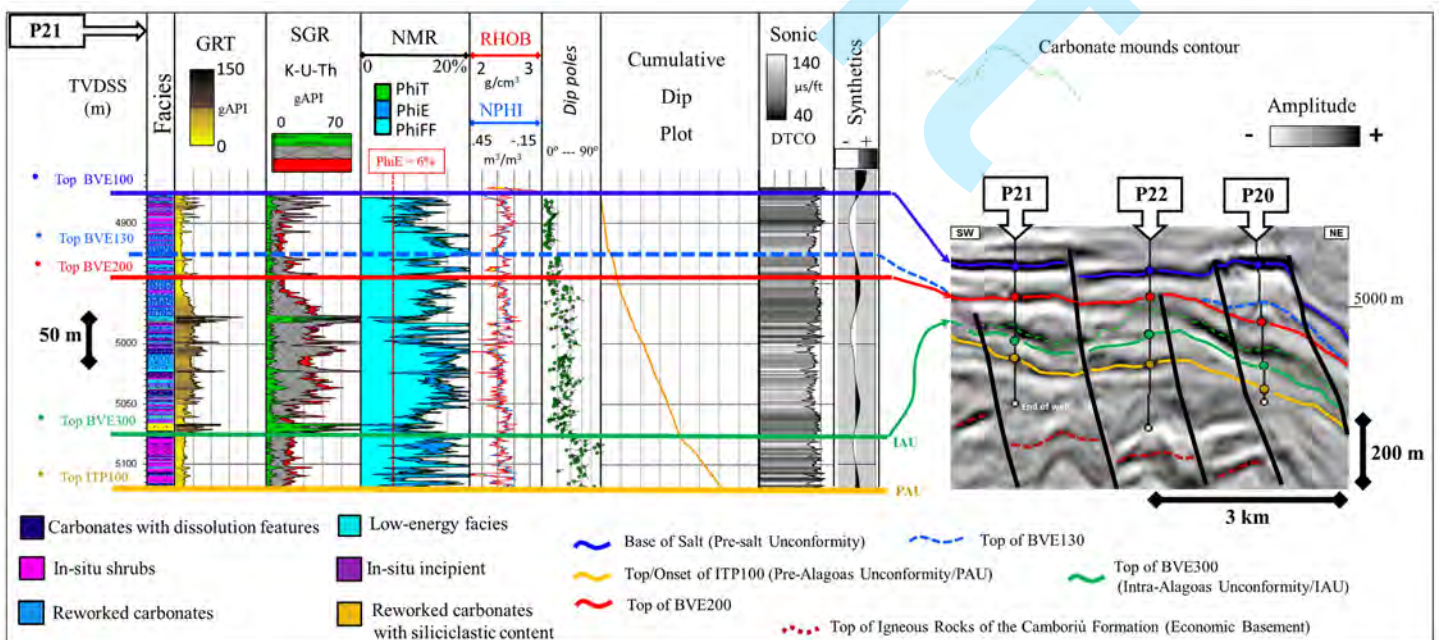 P21
TVDSS
(m)
Facies
GRT
150
gAPI
0
SGR
K-U-Th
gAPI
0 70
NMR
0 20%
PhiT
PhiE
PhiFF
PhiE = 6%
RHOB
2 3
g/cm³
NPHI
.45 -.15
m³/m³
Dip poles
0º --- 90º
Cumulative
Dip
Plot
Sonic
140
µs/ft
40
DTCO
Synthetics
- +
Carbonate mounds contour
Amplitude
- +
Top BVE100
4900
Top BVE130
Top BVE200
50 m
5000
5050
Top BVE300
5100
Top ITP100
IAU
PAU
P21
P22
P20
SW
NE
5000 m
End of well
200 m
3 km
Carbonates with dissolution features
Low-energy facies
In-situ shrubs
In-situ incipient
Reworked carbonates
Reworked carbonates
with siliciclastic content
Base of Salt (Pre-salt Unconformity)
Top of BVE130
Top/Onset of ITP100 (Pre-Alagoas Unconformity/PAU)
Top of BVE300
(Intra-Alagoas Unconformity/IAU)
Top of BVE200
Top of Igneous Rocks of the Camboriú Formation (Economic Basement)